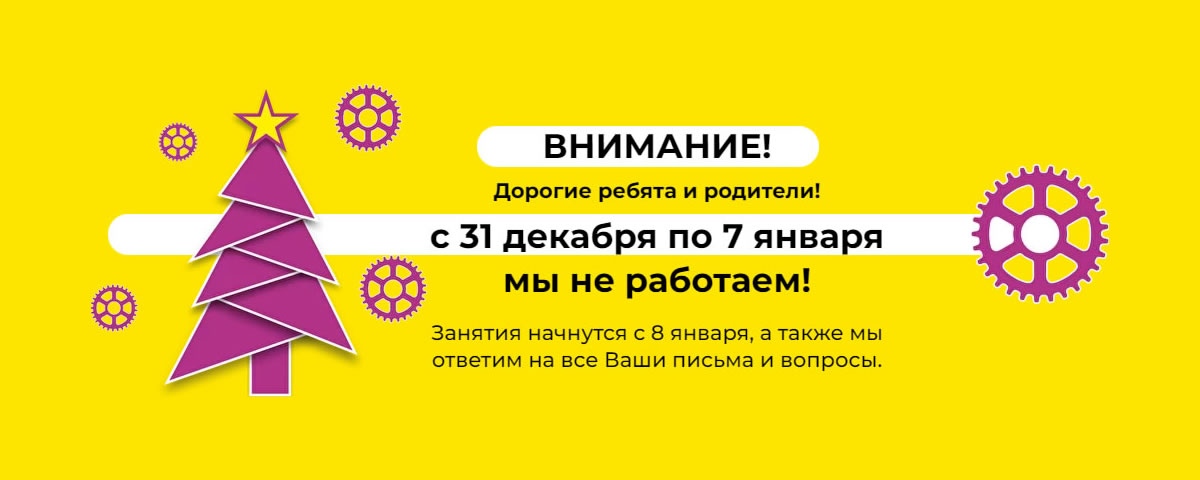 ВНИМАНИЕ!
Дорогие ребята и родители!
с 31 декабря по 7 января
мы не работаем!
Занятия начнутся с 8 января, а также мы
ответим на все Ваши письма и вопросы.